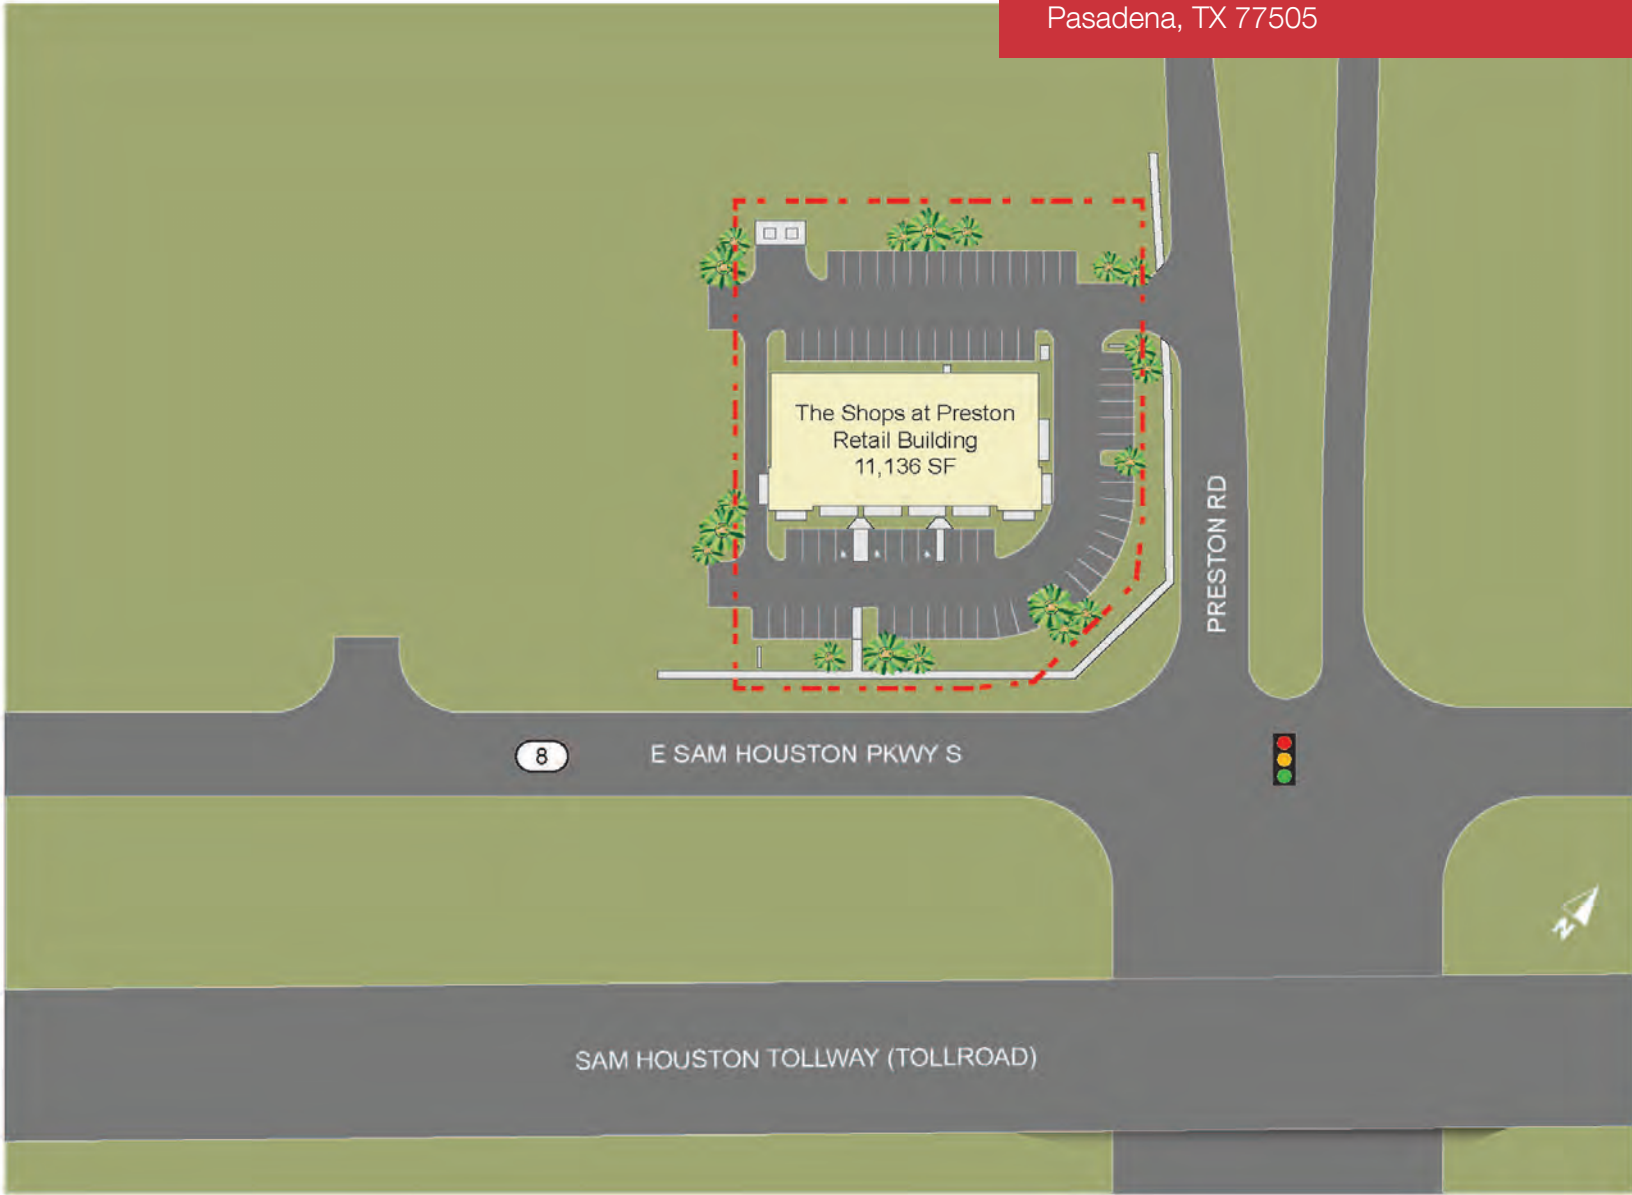 Pasadena, TX 77505
The Shops at Preston
Retail Building
11,136 SF
PRESTON RD
8
E SAM HOUSTON PKWY S
N
SAM HOUSTON TOLLWAY (TOLLROAD)